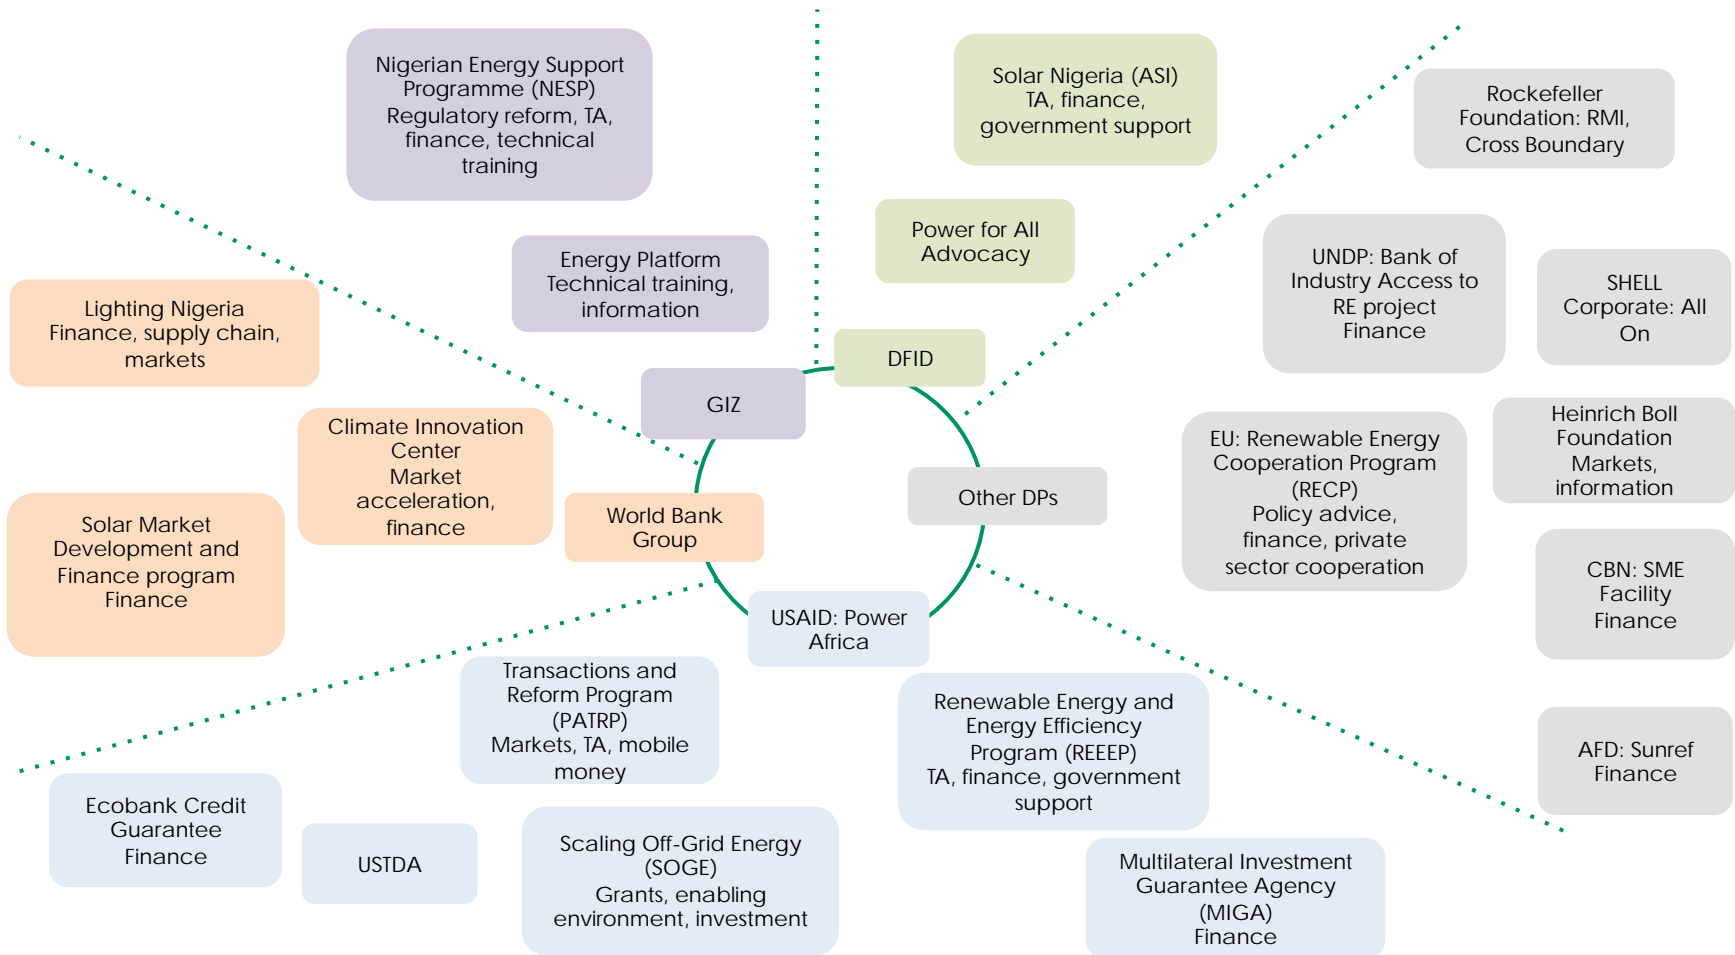 Nigerian Energy Support
Programme (NESP)
Regulatory reform, TA,
finance, technical
training
Energy Platform
Technical training,
information
GIZ
Solar Nigeria (ASI)
TA, finance,
government support
Power for All
Advocacy
DFID
Rockefeller
Foundation: RMI,
Cross Boundary
UNDP: Bank of
Industry Access to
RE project
Finance
SHELL
Corporate: All
On
EU: Renewable Energy
Cooperation Program
(RECP)
Policy advice,
finance, private
sector cooperation
Heinrich Boll
Foundation
Markets,
information
Other DPs
CBN: SME
Facility
Finance
AFD: Sunref
Finance
Lighting Nigeria
Finance, supply chain,
markets
Climate Innovation
Center
Market
acceleration,
finance
Solar Market
Development and
Finance program
Finance
World Bank
Group
USAID: Power
Africa
Transactions and
Reform Program
(PATRP)
Markets, TA, mobile
money
Renewable Energy and
Energy Efficiency
Program (REEEP)
TA, finance, government
support
Ecobank Credit
Guarantee
Finance
USTDA
Scaling Off-Grid Energy
(SOGE)
Grants, enabling
environment, investment
Multilateral Investment
Guarantee Agency
(MIGA)
Finance